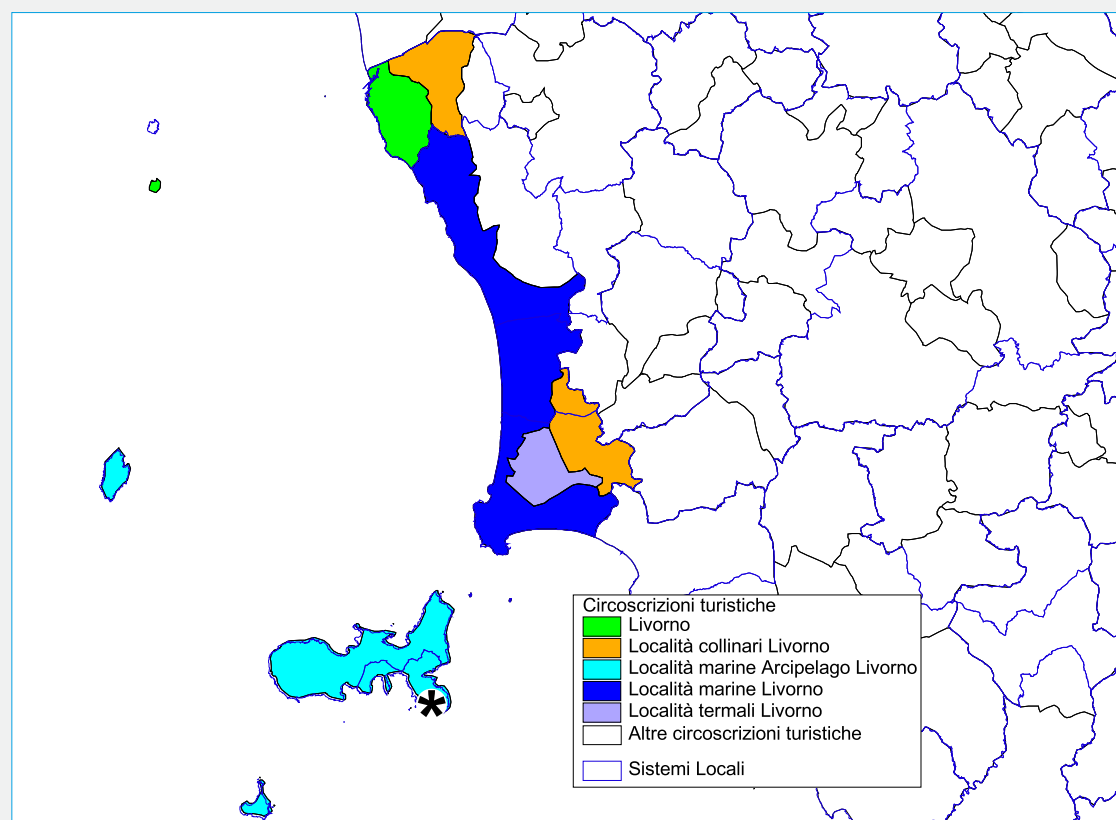 Circoscrizioni turistiche
Livorno
Località collinari Livorno
Località marine Arcipelago Livorno
Località marine Livorno
Località termali Livorno
Altre circoscrizioni turistiche
Sistemi Locali
*